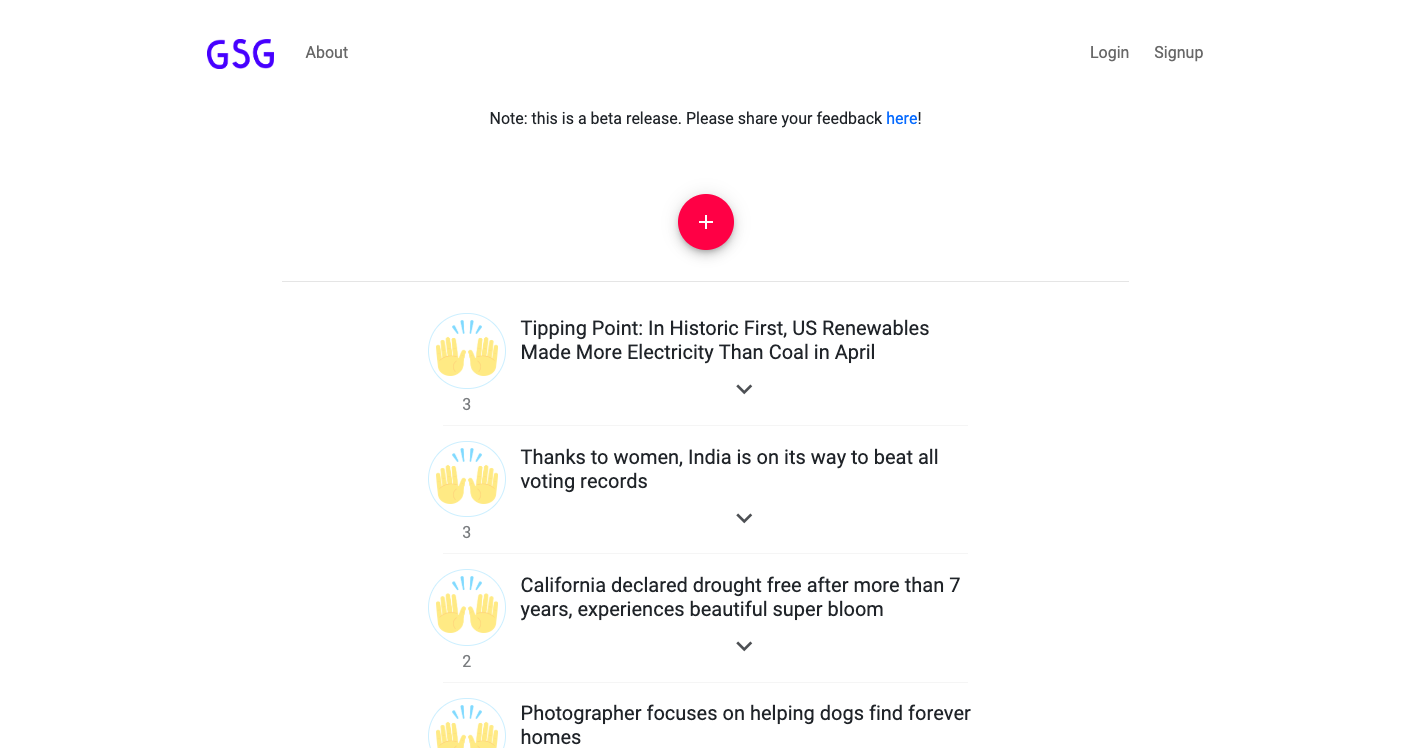 GSG
About
Login
Signup
Note: this is a beta release. Please share your feedback here!
+
Tipping Point: In Historic First, US Renewables
Made More Electricity Than Coal in April
3
Thanks to women, India is on its way to beat all
voting records
3
California declared drought free after more than 7
years, experiences beautiful super bloom
2
Photographer focuses on helping dogs find forever
homes